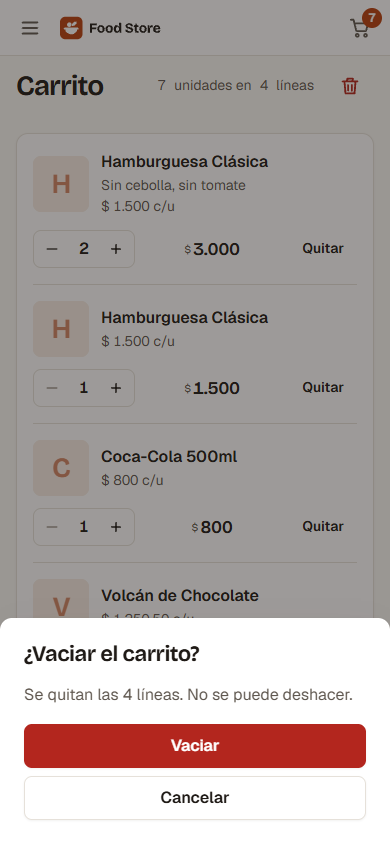 Food Store
7
Carrito
7 unidades en 4 líneas
H
Hamburguesa Clásica
Sin cebolla, sin tomate
$ 1.500 c/u
− 2 +
$3.000
Quitar
H
Hamburguesa Clásica
$ 1.500 c/u
− 1 +
$1.500
Quitar
C
Coca-Cola 500ml
$ 800 c/u
− 1 +
$800
Quitar
V
Volcán de Chocolate
¿Vaciar el carrito?
Se quitan las 4 líneas. No se puede deshacer.
Vaciar
Cancelar